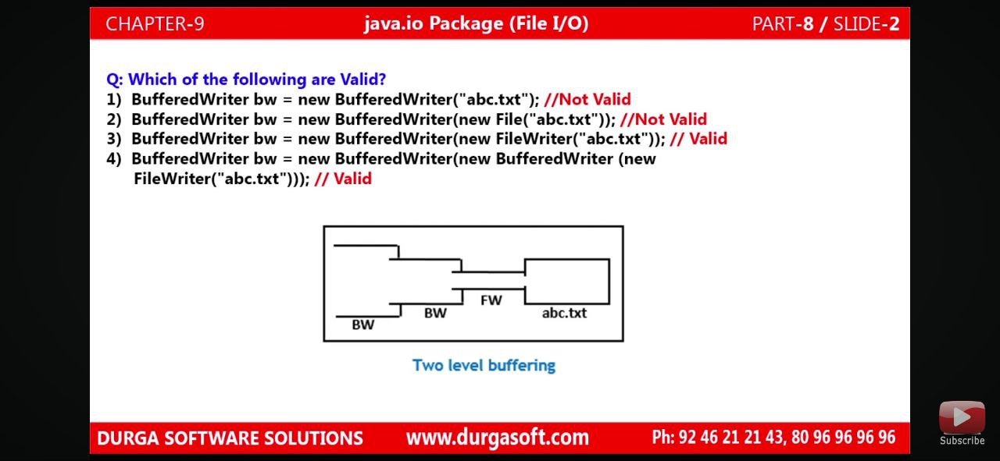 CHAPTER-9 java.io Package (File I/O) PART-8 / SLIDE-2
Q: Which of the following are Valid?
1) BufferedWriter bw = new BufferedWriter("abc.txt"); //Not Valid
2) BufferedWriter bw = new BufferedWriter(new File("abc.txt")); //Not Valid
3) BufferedWriter bw = new BufferedWriter(new FileWriter("abc.txt")); // Valid
4) BufferedWriter bw = new BufferedWriter(new BufferedWriter (new
FileWriter("abc.txt"))); // Valid
FW
BW abc.txt
BW
Two level buffering
DURGA SOFTWARE SOLUTIONS www.durgasoft.com Ph: 92 46 21 21 43, 80 96 96 96 96
Subscribe